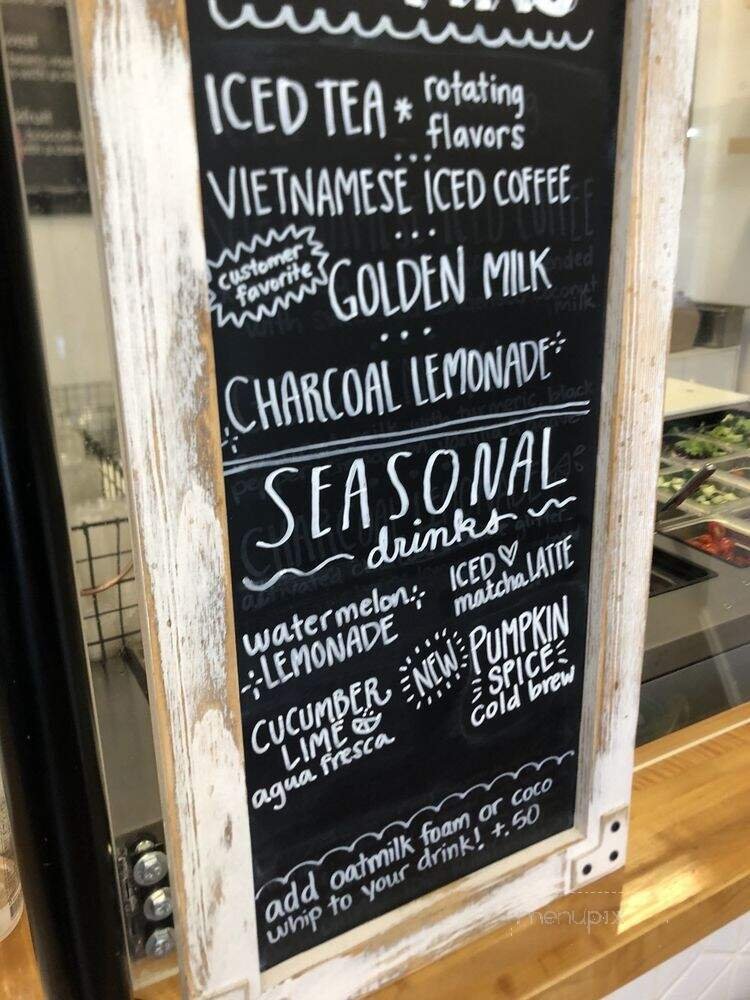 ICED TEA * rotating flavors
VIETNAMESE ICED COFFEE
customer favorite GOLDEN MILK
CHARCOAL LEMONADE
SEASONAL
drinks
watermelon
LEMONADE
ICED ♡
matcha LATTE
CUCUMBER
LIME
agua fresca
NEW
PUMPKIN
SPICE
cold brew
add oatmilk foam or coco
whip to your drink! +.50
menupix